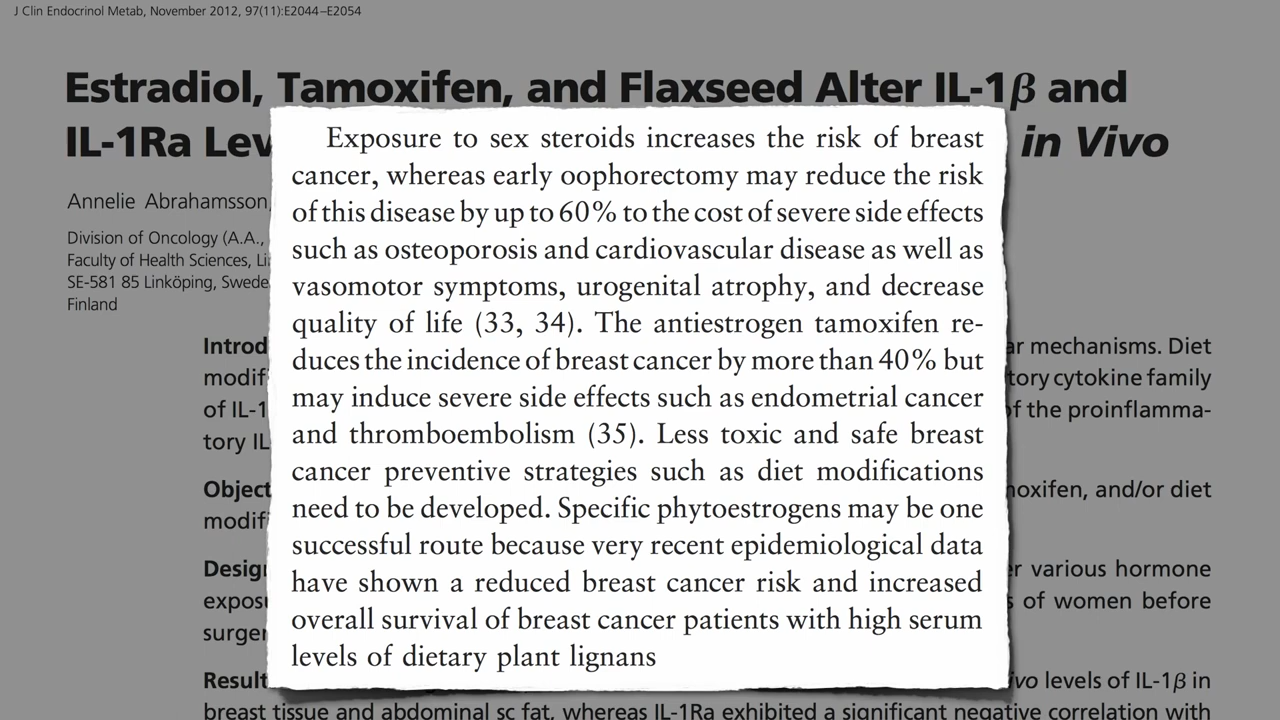 J Clin Endocrinol Metab, November 2012, 97(11):E2044–E2054
Estradiol, Tamoxifen, and Flaxseed Alter IL-1β and
IL-1Ra Lev in Vivo
Annelie Abrahamsson,
Division of Oncology (A.A.,
Faculty of Health Sciences, Li
SE-581 85 Linköping, Swede
Finland
Exposure to sex steroids increases the risk of breast
cancer, whereas early oophorectomy may reduce the risk
of this disease by up to 60% to the cost of severe side effects
such as osteoporosis and cardiovascular disease as well as
vasomotor symptoms, urogenital atrophy, and decrease
quality of life (33, 34). The antiestrogen tamoxifen re-
duces the incidence of breast cancer by more than 40% but
may induce severe side effects such as endometrial cancer
and thromboembolism (35). Less toxic and safe breast
cancer preventive strategies such as diet modifications
need to be developed. Specific phytoestrogens may be one
successful route because very recent epidemiological data
have shown a reduced breast cancer risk and increased
overall survival of breast cancer patients with high serum
levels of dietary plant lignans
Introd ar mechanisms. Diet
modif tory cytokine family
of IL-1 of the proinflamma-
tory IL
Object noxifen, and/or diet
modif
Desig er various hormone
expos s of women before
surger
Result ivo levels of IL-1β in
breast tissue and abdominal sc fat, whereas IL-1Ra exhibited a significant negative correlation with